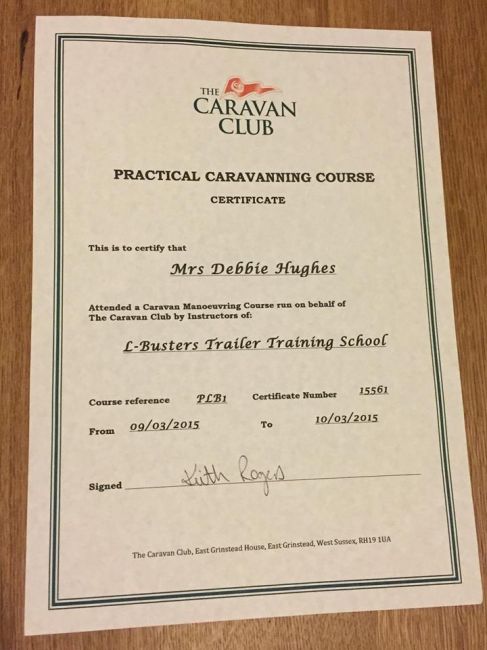 THE
CARAVAN
CLUB
PRACTICAL CARAVANNING COURSE
CERTIFICATE
This is to certify that
Mrs Debbie Hughes
Attended a Caravan Manoeuvring Course run on behalf of
The Caravan Club by Instructors of:
L-Busters Trailer Training School
Course reference PLB1 Certificate Number 15561
From 09/03/2015 To 10/03/2015
Signed Keith Rogers
The Caravan Club, East Grinstead House, East Grinstead, West Sussex, RH19 1UA